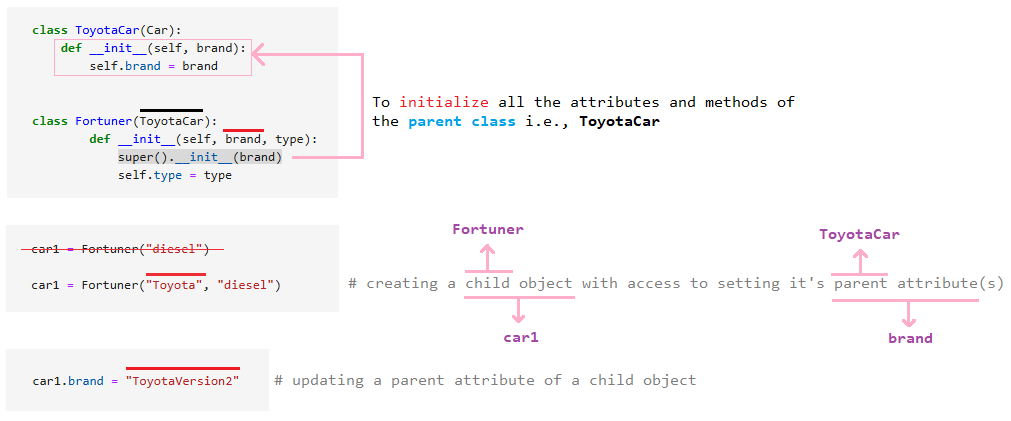 class ToyotaCar(Car):
def __init__(self, brand):
self.brand = brand
To initialize all the attributes and methods of
the parent class i.e., ToyotaCar
class Fortuner(ToyotaCar):
def __init__(self, brand, type):
super().__init__(brand)
self.type = type
Fortuner
ToyotaCar
car1 = Fortuner("diesel")
car1 = Fortuner("Toyota", "diesel")
# creating a child object with access to setting it's parent attribute(s)
car1
brand
car1.brand = "ToyotaVersion2"
# updating a parent attribute of a child object